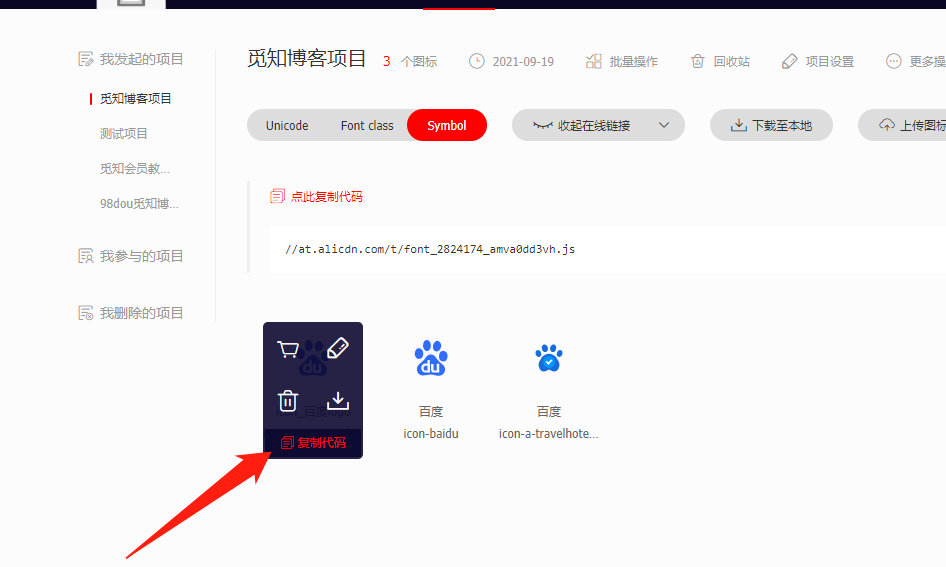 我发起的项目
觅知博客项目
测试项目
觅知会员教...
98dou觅知博...
我参与的项目
我删除的项目
觅知博客项目 3 个图标 2021-09-19 批量操作 回收站 项目设置 更多操
Unicode Font class Symbol 收起在线链接 下载至本地 上传图标
点此复制代码
//at.alicdn.com/t/font_2824174_amva0dd3vh.js
du du
百度 百度
icon-baidu icon-a-travelhote...
复制代码